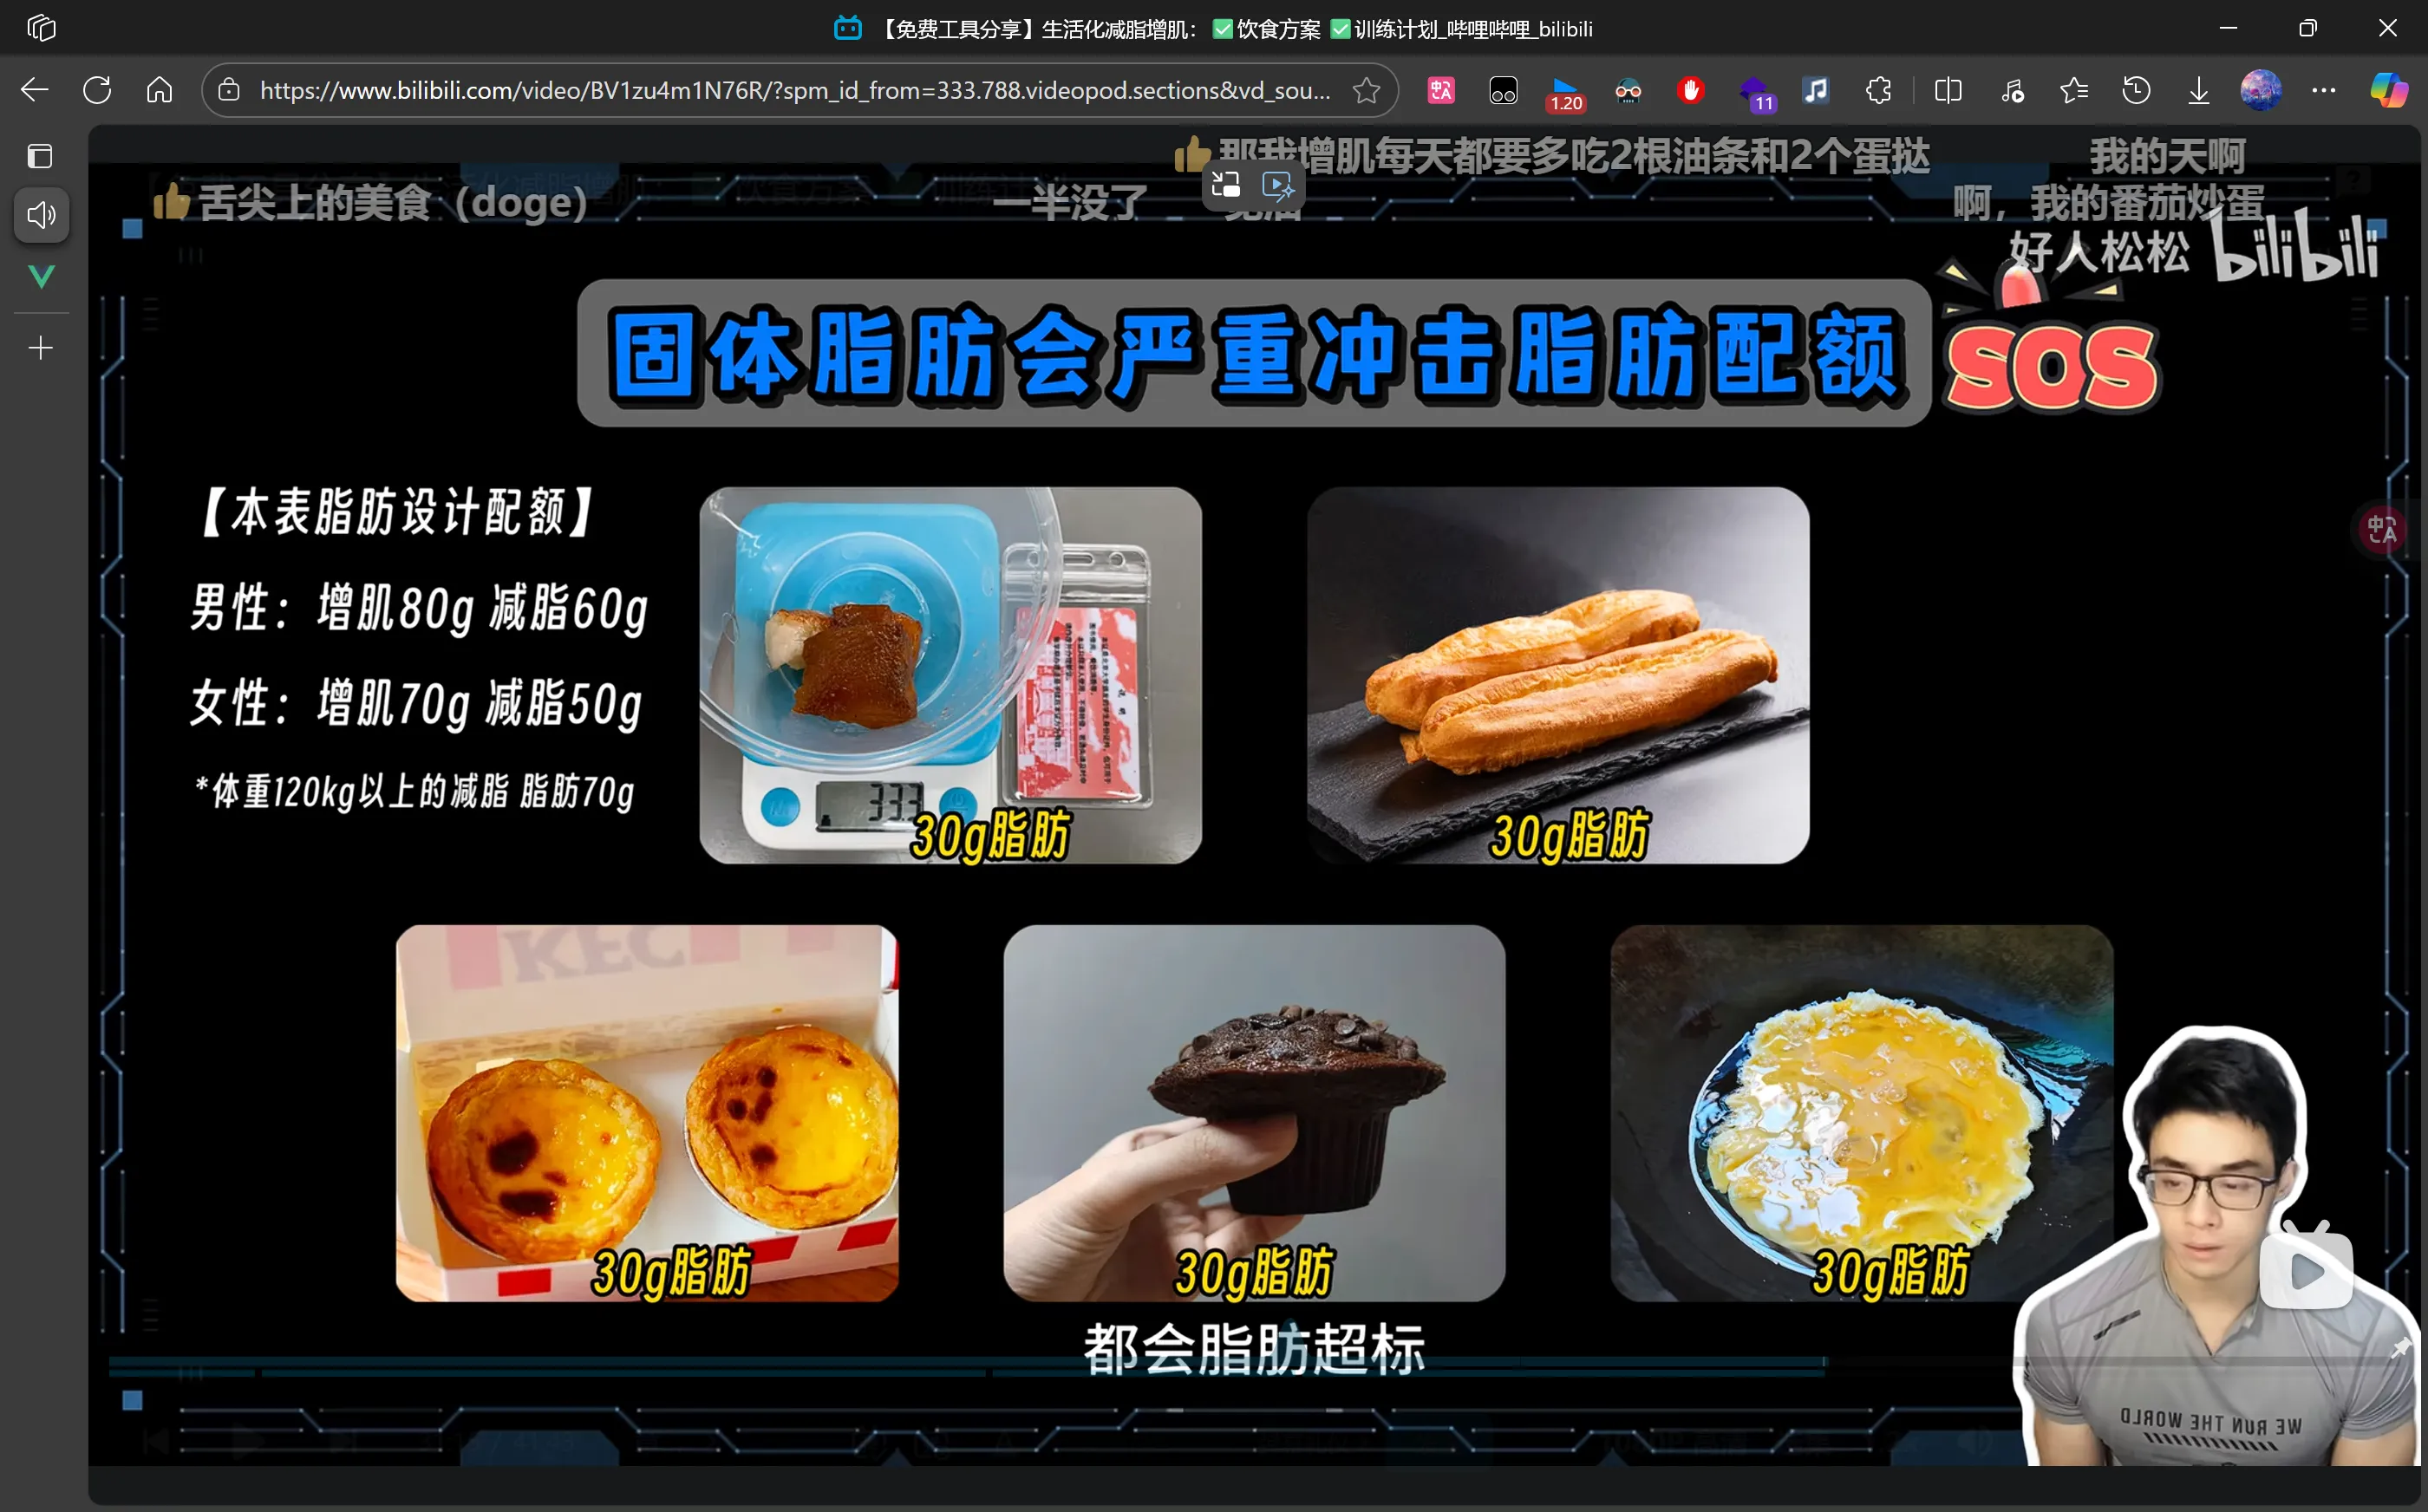 【免费工具分享】生活化减脂增肌：✅饮食方案 ✅训练计划_哔哩哔哩_bilibili
https://www.bilibili.com/video/BV1zu4m1N76R/?spm_id_from=333.788.videopod.sections&vd_sou...
1.20
11
那我增肌每天都要多吃2根油条和2个蛋挞
我的天啊
舌尖上的美食（doge）
一半没了
啊，我的番茄炒蛋
好人松松 bilibili
固体脂肪会严重冲击脂肪配额
SOS
【本表脂肪设计配额】
男性：增肌80g 减脂60g
女性：增肌70g 减脂50g
*体重120kg以上的减脂 脂肪70g
333
30g脂肪
30g脂肪
KFC
30g脂肪
30g脂肪
30g脂肪
都会脂肪超标
WE RUN THE WORLD